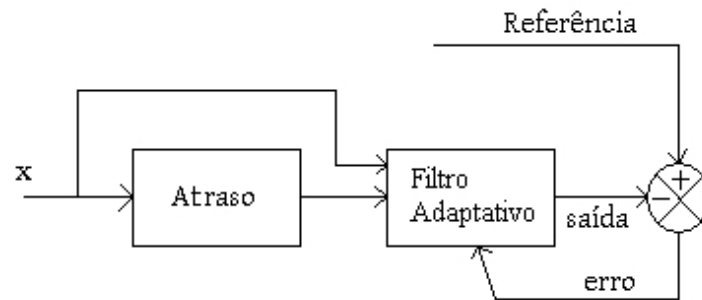 Referência
x
Atraso
Filtro
Adaptativo
saída
+
−
erro